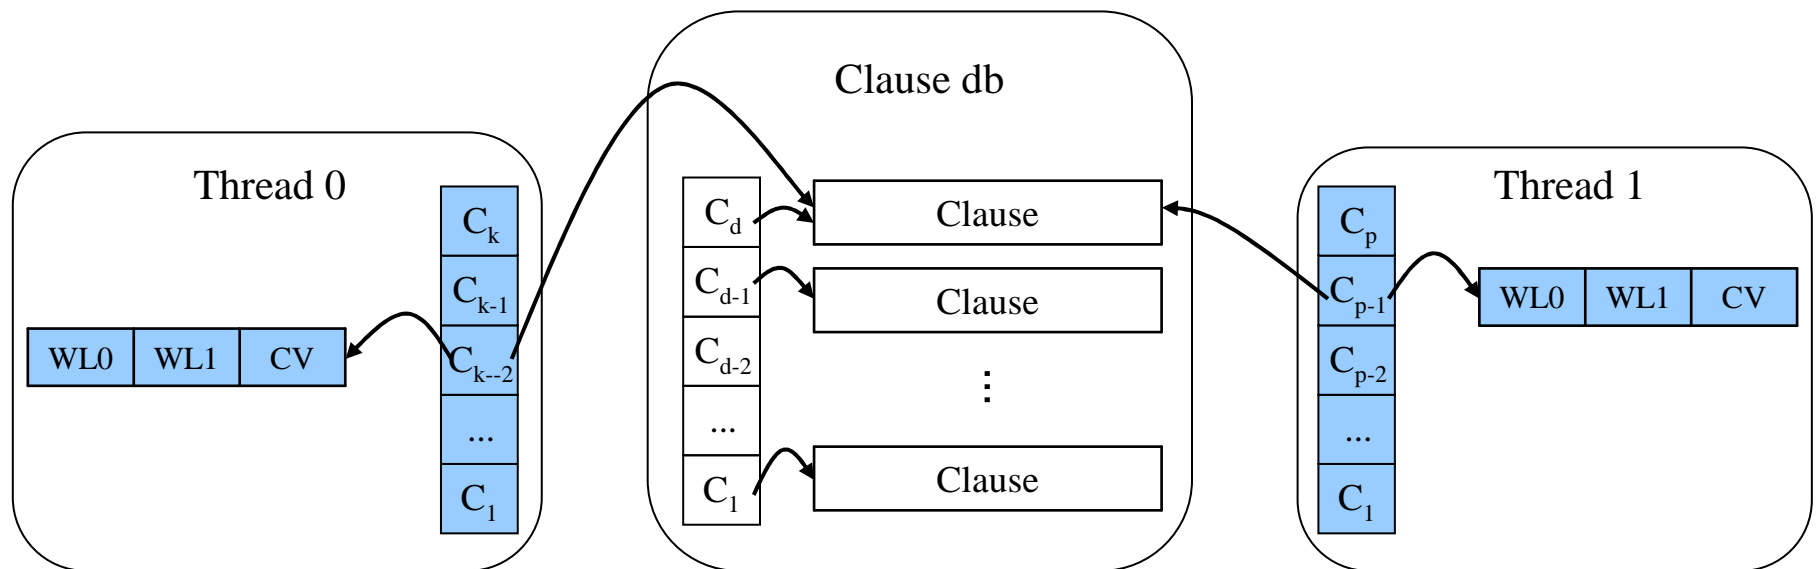 Thread 0
C_k
C_k-1
C_k--2
...
C_1
WL0 WL1 CV
Clause db
C_d
C_d-1
C_d-2
...
C_1
Clause
Clause
⋮
Clause
Thread 1
C_p
C_p-1
C_p-2
...
C_1
WL0 WL1 CV